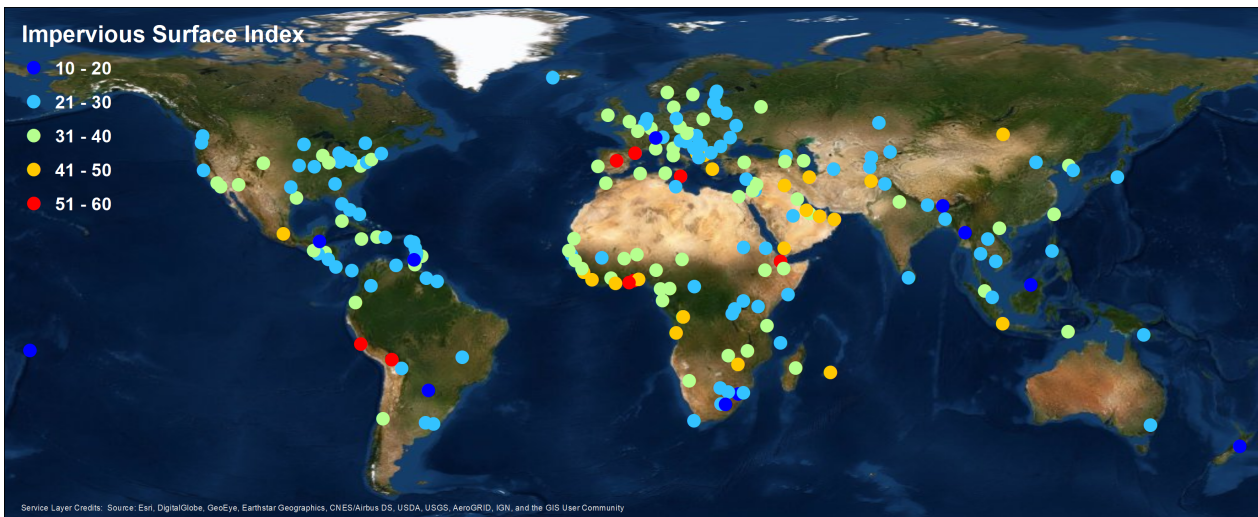 Impervious Surface Index
10 - 20
21 - 30
31 - 40
41 - 50
51 - 60
Service Layer Credits: Source: Esri, DigitalGlobe, GeoEye, Earthstar Geographics, CNES/Airbus DS, USDA, USGS, AeroGRID, IGN, and the GIS User Community